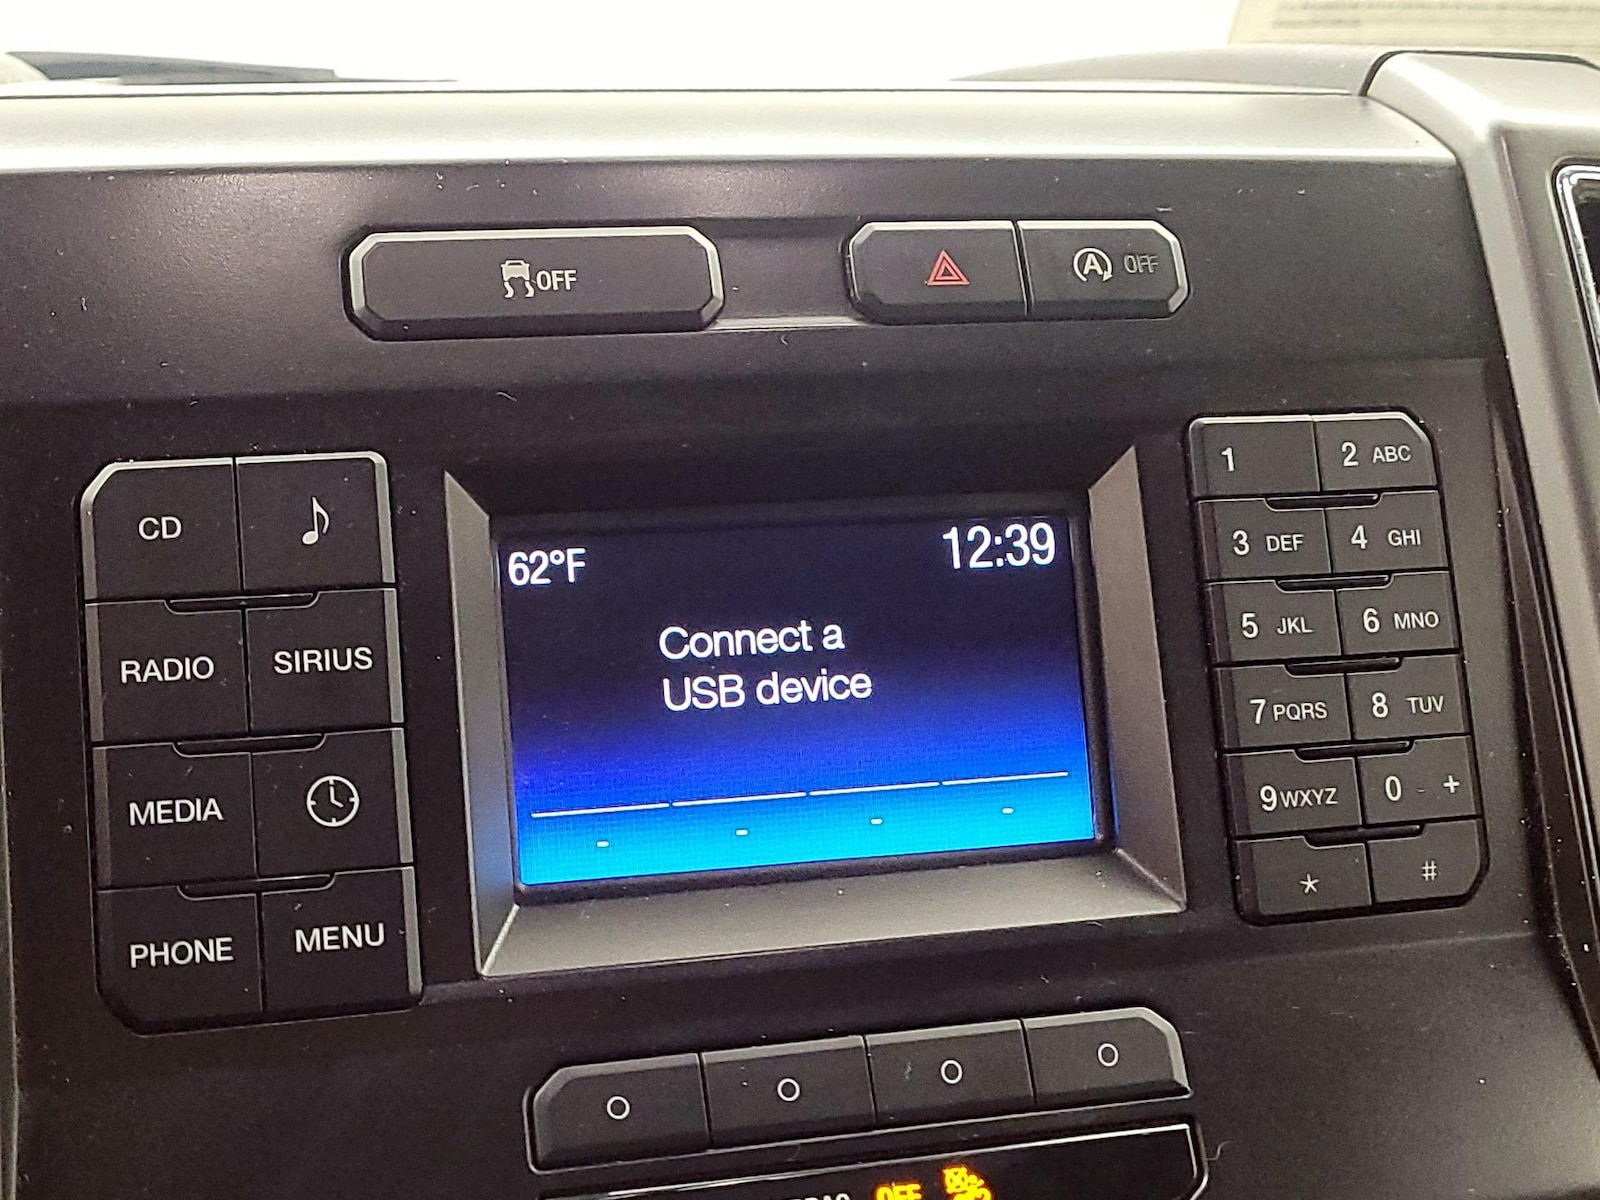 OFF
A OFF
CD
RADIO SIRIUS
MEDIA
PHONE MENU
62°F 12:39
Connect a
USB device
1 2 ABC
3 DEF 4 GHI
5 JKL 6 MNO
7 PQRS 8 TUV
9 WXYZ 0 - +
* #
OFF